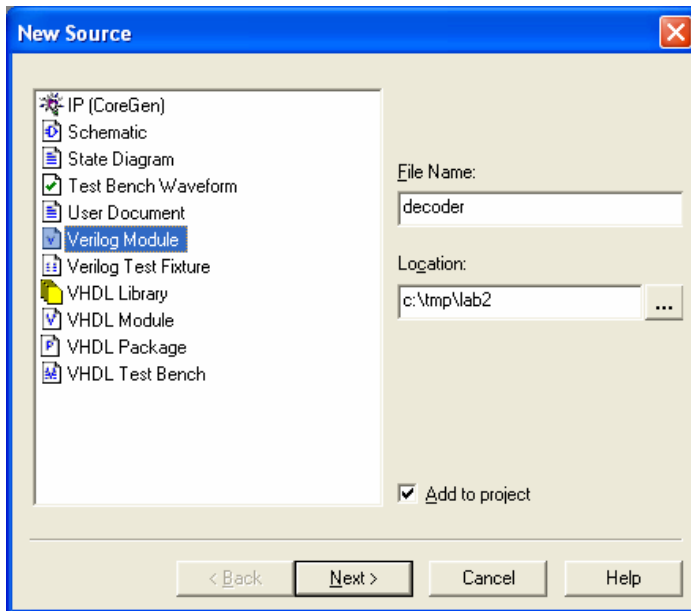 New Source
IP (CoreGen)
Schematic
State Diagram
Test Bench Waveform
User Document
Verilog Module
Verilog Test Fixture
VHDL Library
VHDL Module
VHDL Package
VHDL Test Bench
File Name:
decoder
Location:
c:\tmp\lab2
...
Add to project
< Back
Next >
Cancel
Help